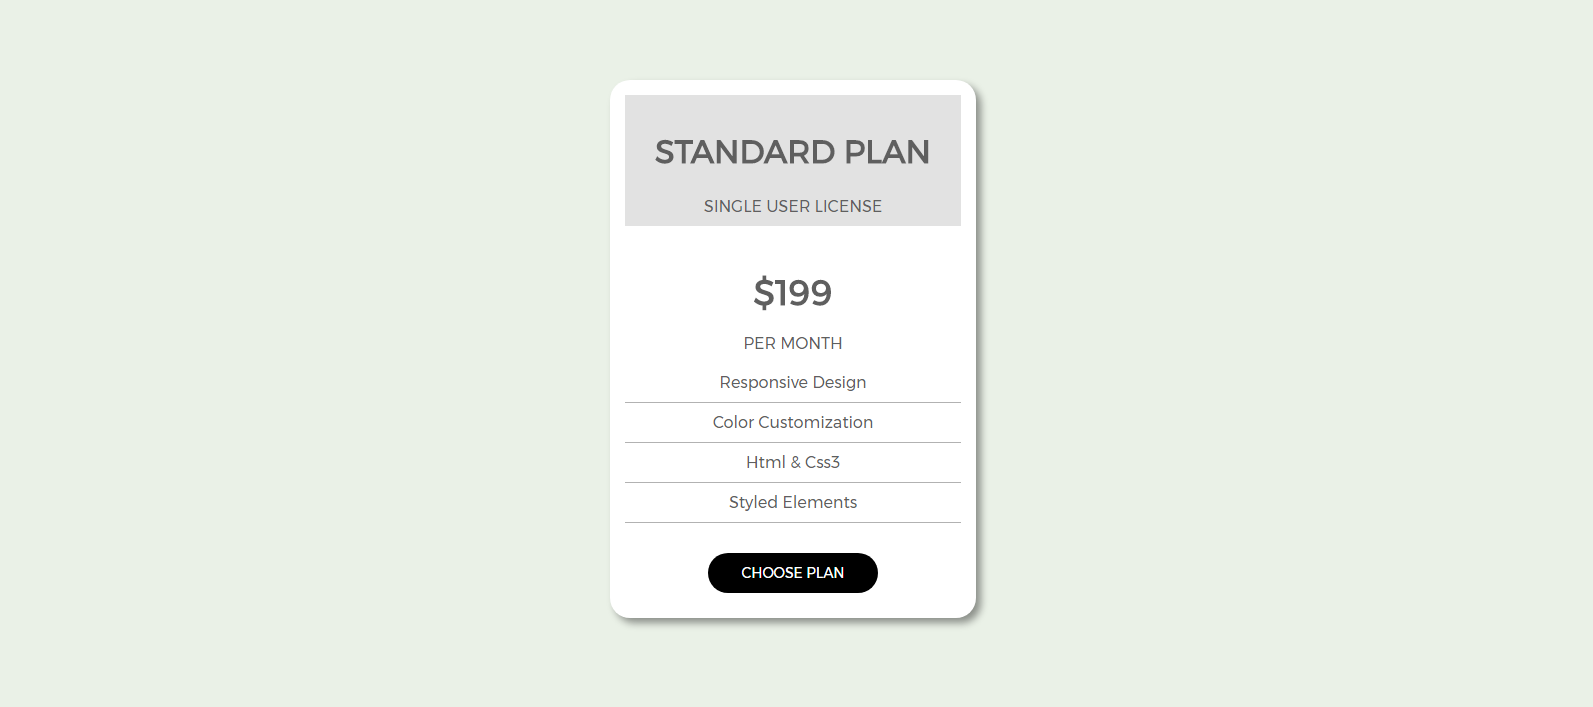 STANDARD PLAN
SINGLE USER LICENSE
$199
PER MONTH
Responsive Design
Color Customization
Html & Css3
Styled Elements
CHOOSE PLAN